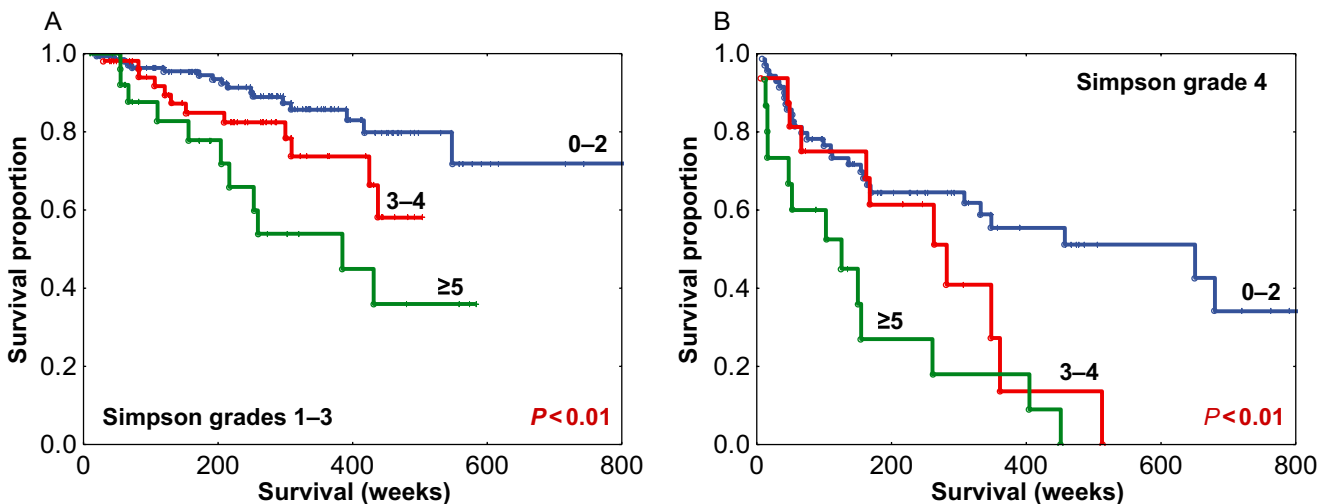 A
Survival proportion
1.0
0.8
0.6
0.4
0.2
0.0
0–2
3–4
≥5
Simpson grades 1–3
P<0.01
0 200 400 600 800
Survival (weeks)
B
Survival proportion
1.0
0.8
0.6
0.4
0.2
0.0
Simpson grade 4
0–2
≥5
3–4
P<0.01
0 200 400 600 800
Survival (weeks)